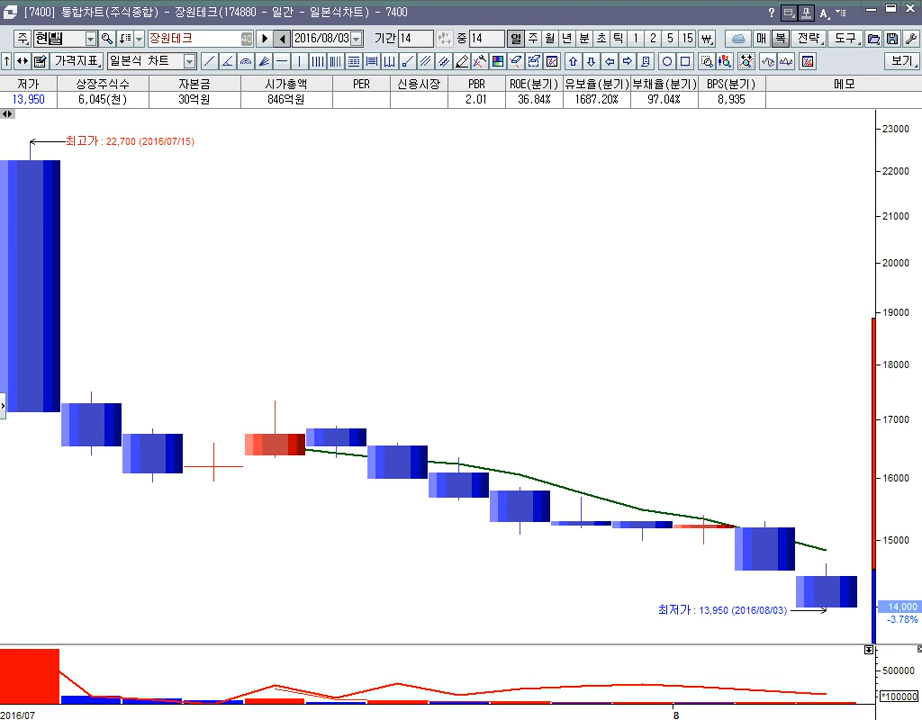 [7400] 통합차트(주식종합) - 장원테크(174880 - 일간 - 일본식차트) - 7400
주 현 장원테크 40 2016/08/03 기간 14 중 14 일 주 월 년 분 초 틱 1 2 5 15 매 복 전략 도구
가격지표 일본식 차트 보기
저가 상장주식수 자본금 시가총액 PER 신용시장 PBR ROE(분기) 유보율(분기) 부채율(분기) BPS(분기) 메모
13,950 6,045(천) 30억원 846억원 2.01 36.84% 1687.20% 97.04% 8,935
최고가 : 22,700 (2016/07/15)
23000
22000
21000
20000
19000
18000
17000
16000
15000
최저가 : 13,950 (2016/08/03)
14,000
-3.78%
500000
*100000
2016/07 8